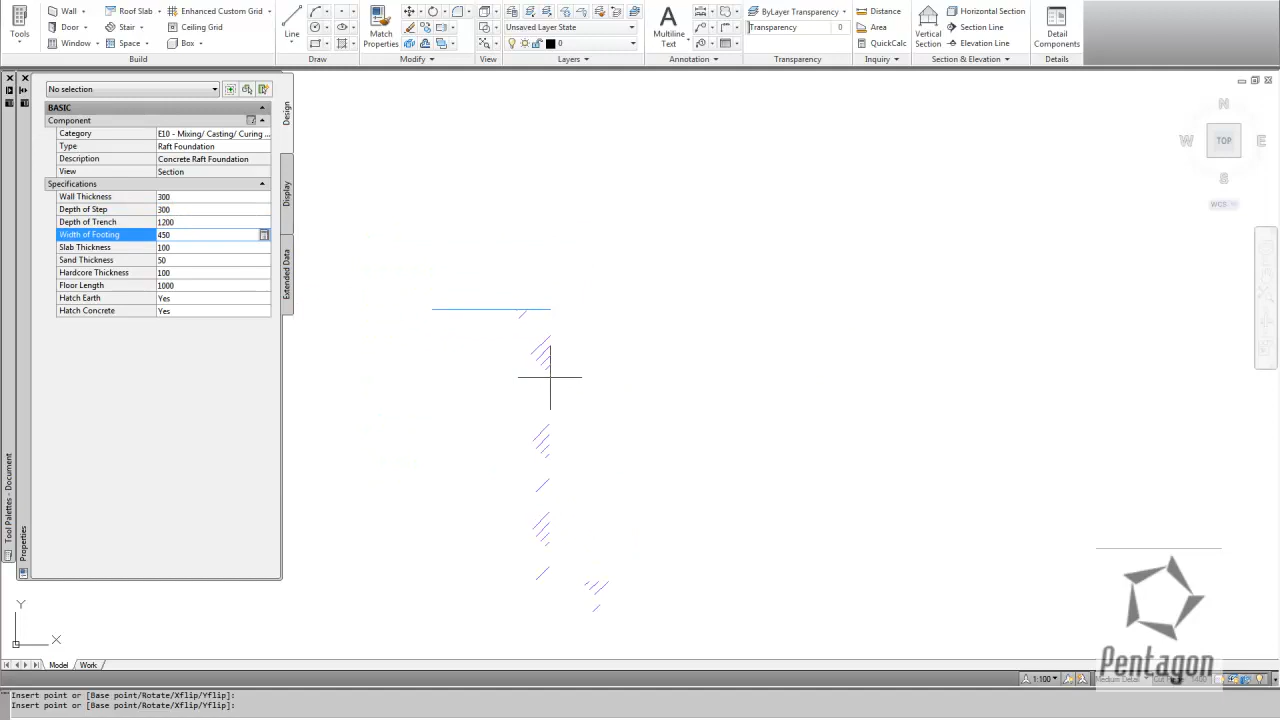 Tools
Wall
Door
Window
Roof Slab
Stair
Space
Enhanced Custom Grid
Ceiling Grid
Box
Build
Line
Draw
Match
Properties
Modify
View
Unsaved Layer State
0
Layers
Multiline
Text
Annotation
ByLayer Transparency
Transparency
0
Transparency
Distance
Area
QuickCalc
Inquiry
Vertical
Section
Horizontal Section
Section Line
Elevation Line
Section & Elevation
Detail
Components
Details
No selection
BASIC
Component
Category E10 - Mixing/ Casting/ Curing ...
Type Raft Foundation
Description Concrete Raft Foundation
View Section
Specifications
Wall Thickness 300
Depth of Step 300
Depth of Trench 1200
Width of Footing 450
Slab Thickness 100
Sand Thickness 50
Hardcore Thickness 100
Floor Length 1000
Hatch Earth Yes
Hatch Concrete Yes
Design
Display
Extended Data
Tool Palettes - Document
Properties
N
W TOP E
S
WCS
Y
X
Model Work
Pentagon
1:100
Medium Detail
Insert point or [Base point/Rotate/Xflip/Yflip]:
Insert point or [Base point/Rotate/Xflip/Yflip]: